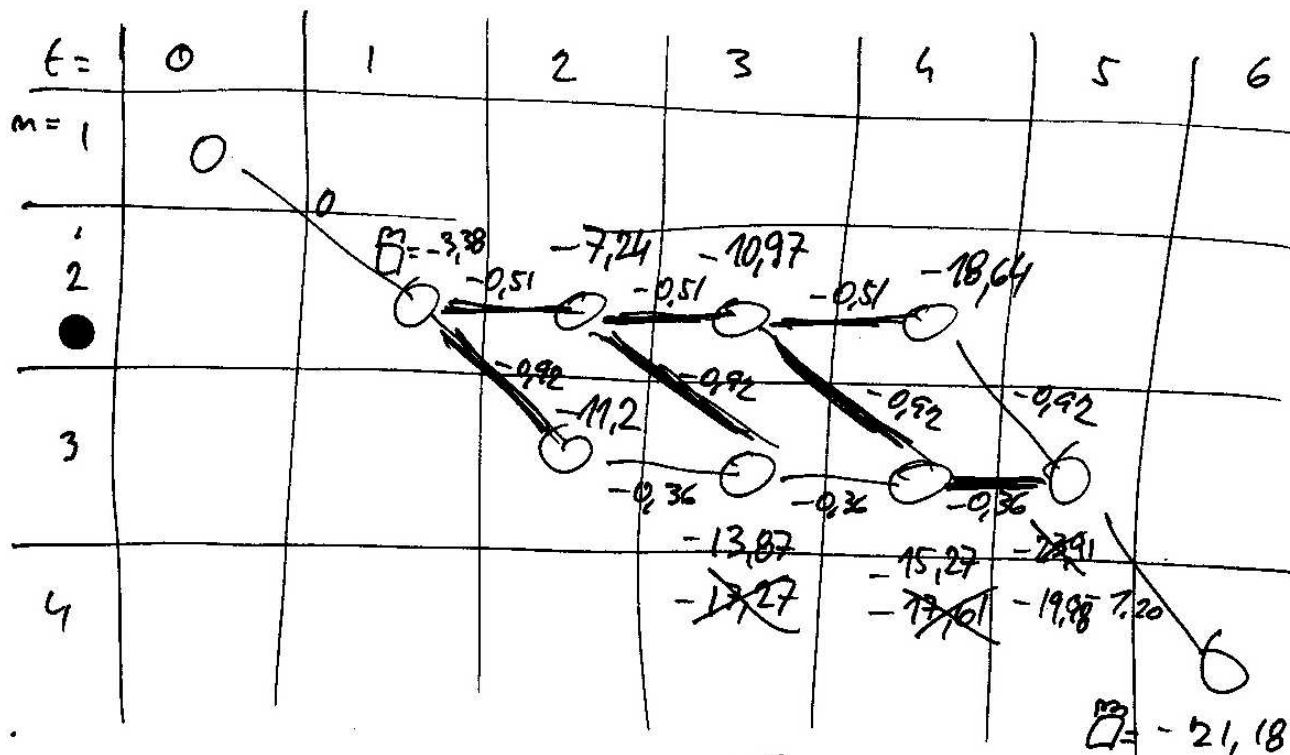 t= 0 1 2 3 4 5 6
m= 1
0
2
= -3,38 -7,24 -10,97 -18,64
-0,51 -0,51 -0,51
-0,92 -0,92 -0,92 -0,92
3
-11,2
-0,36 -0,36 -0,36
-13,87 -15,27
4
-17,27 -17,61 -19,98 -1,20
= -21,18